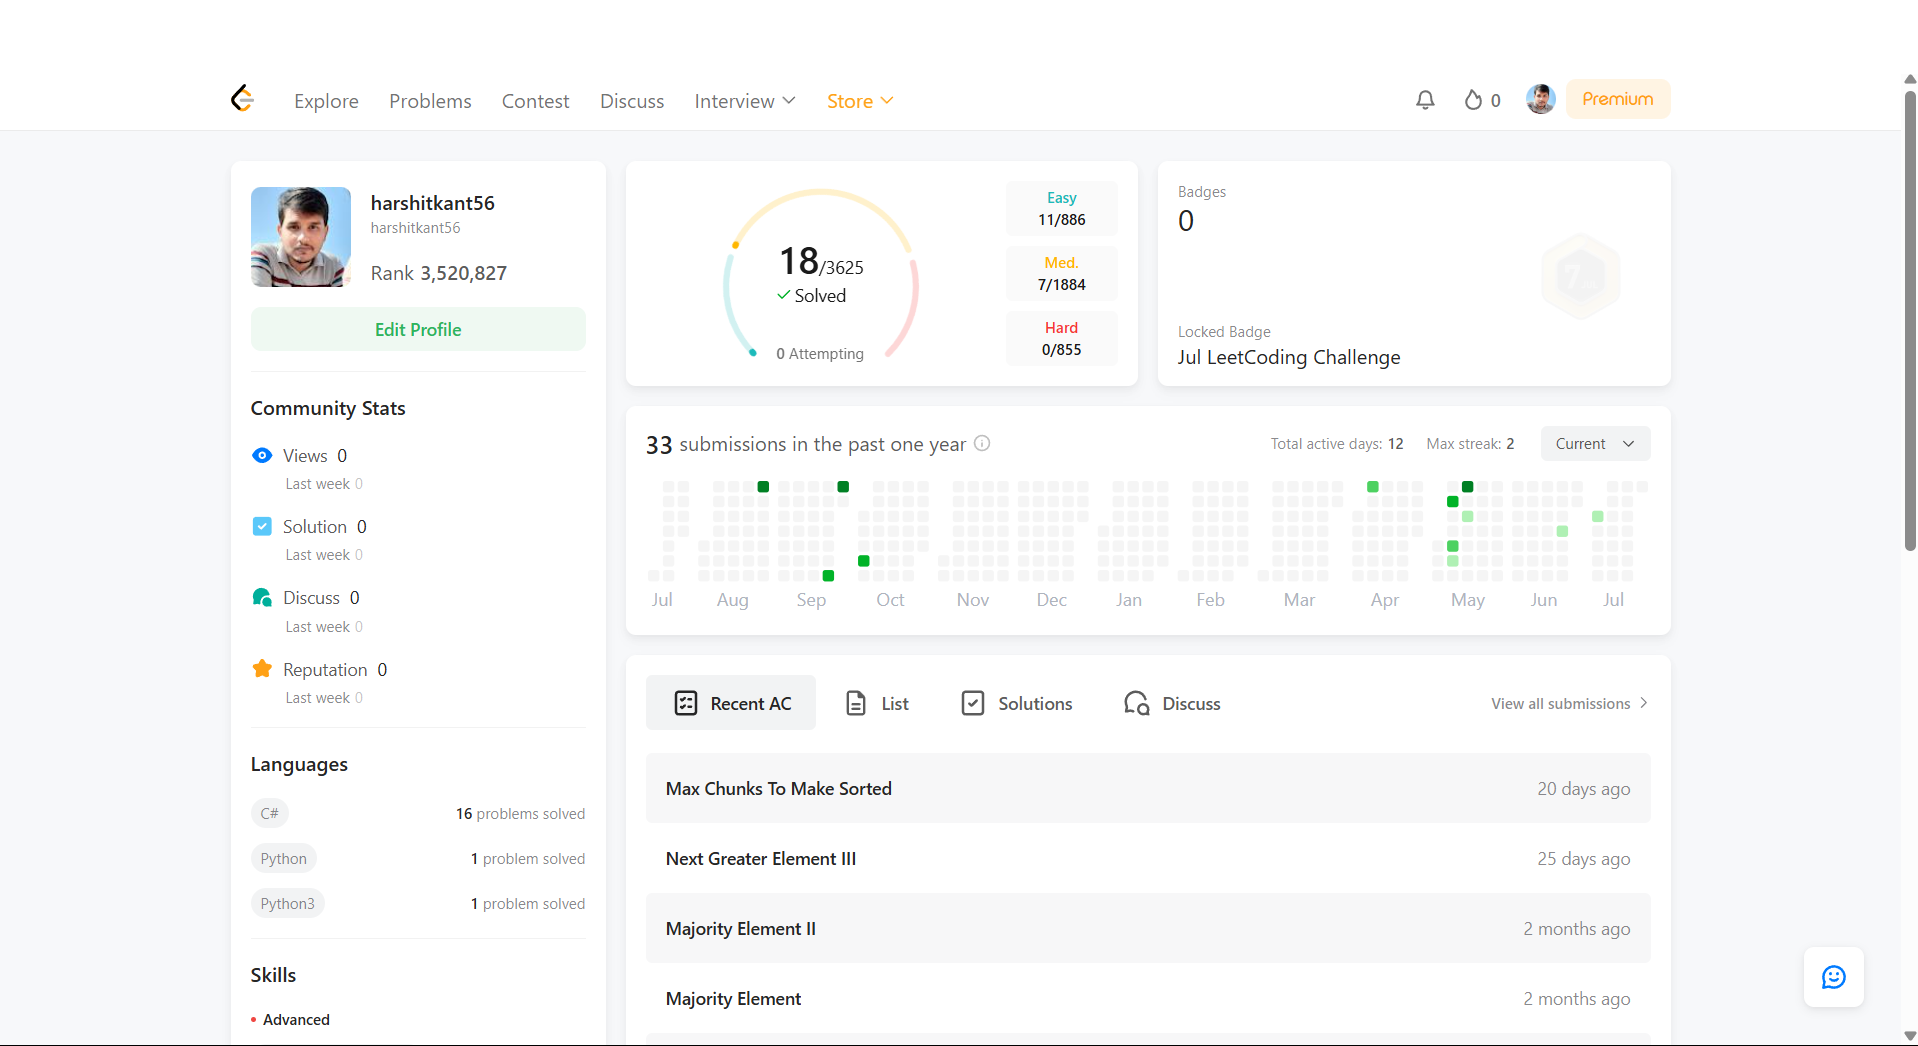 Explore Problems Contest Discuss Interview Store 0 Premium
harshitkant56
harshitkant56
Rank 3,520,827
Edit Profile
Community Stats
Views 0
Last week 0
Solution 0
Last week 0
Discuss 0
Last week 0
Reputation 0
Last week 0
Languages
C# 16 problems solved
Python 1 problem solved
Python3 1 problem solved
Skills
Advanced
18/3625
Solved
0 Attempting
Easy
11/886
Med.
7/1884
Hard
0/855
Badges
0
Locked Badge
Jul LeetCoding Challenge
33 submissions in the past one year Total active days: 12 Max streak: 2 Current
Jul Aug Sep Oct Nov Dec Jan Feb Mar Apr May Jun Jul
Recent AC List Solutions Discuss View all submissions
Max Chunks To Make Sorted 20 days ago
Next Greater Element III 25 days ago
Majority Element II 2 months ago
Majority Element 2 months ago